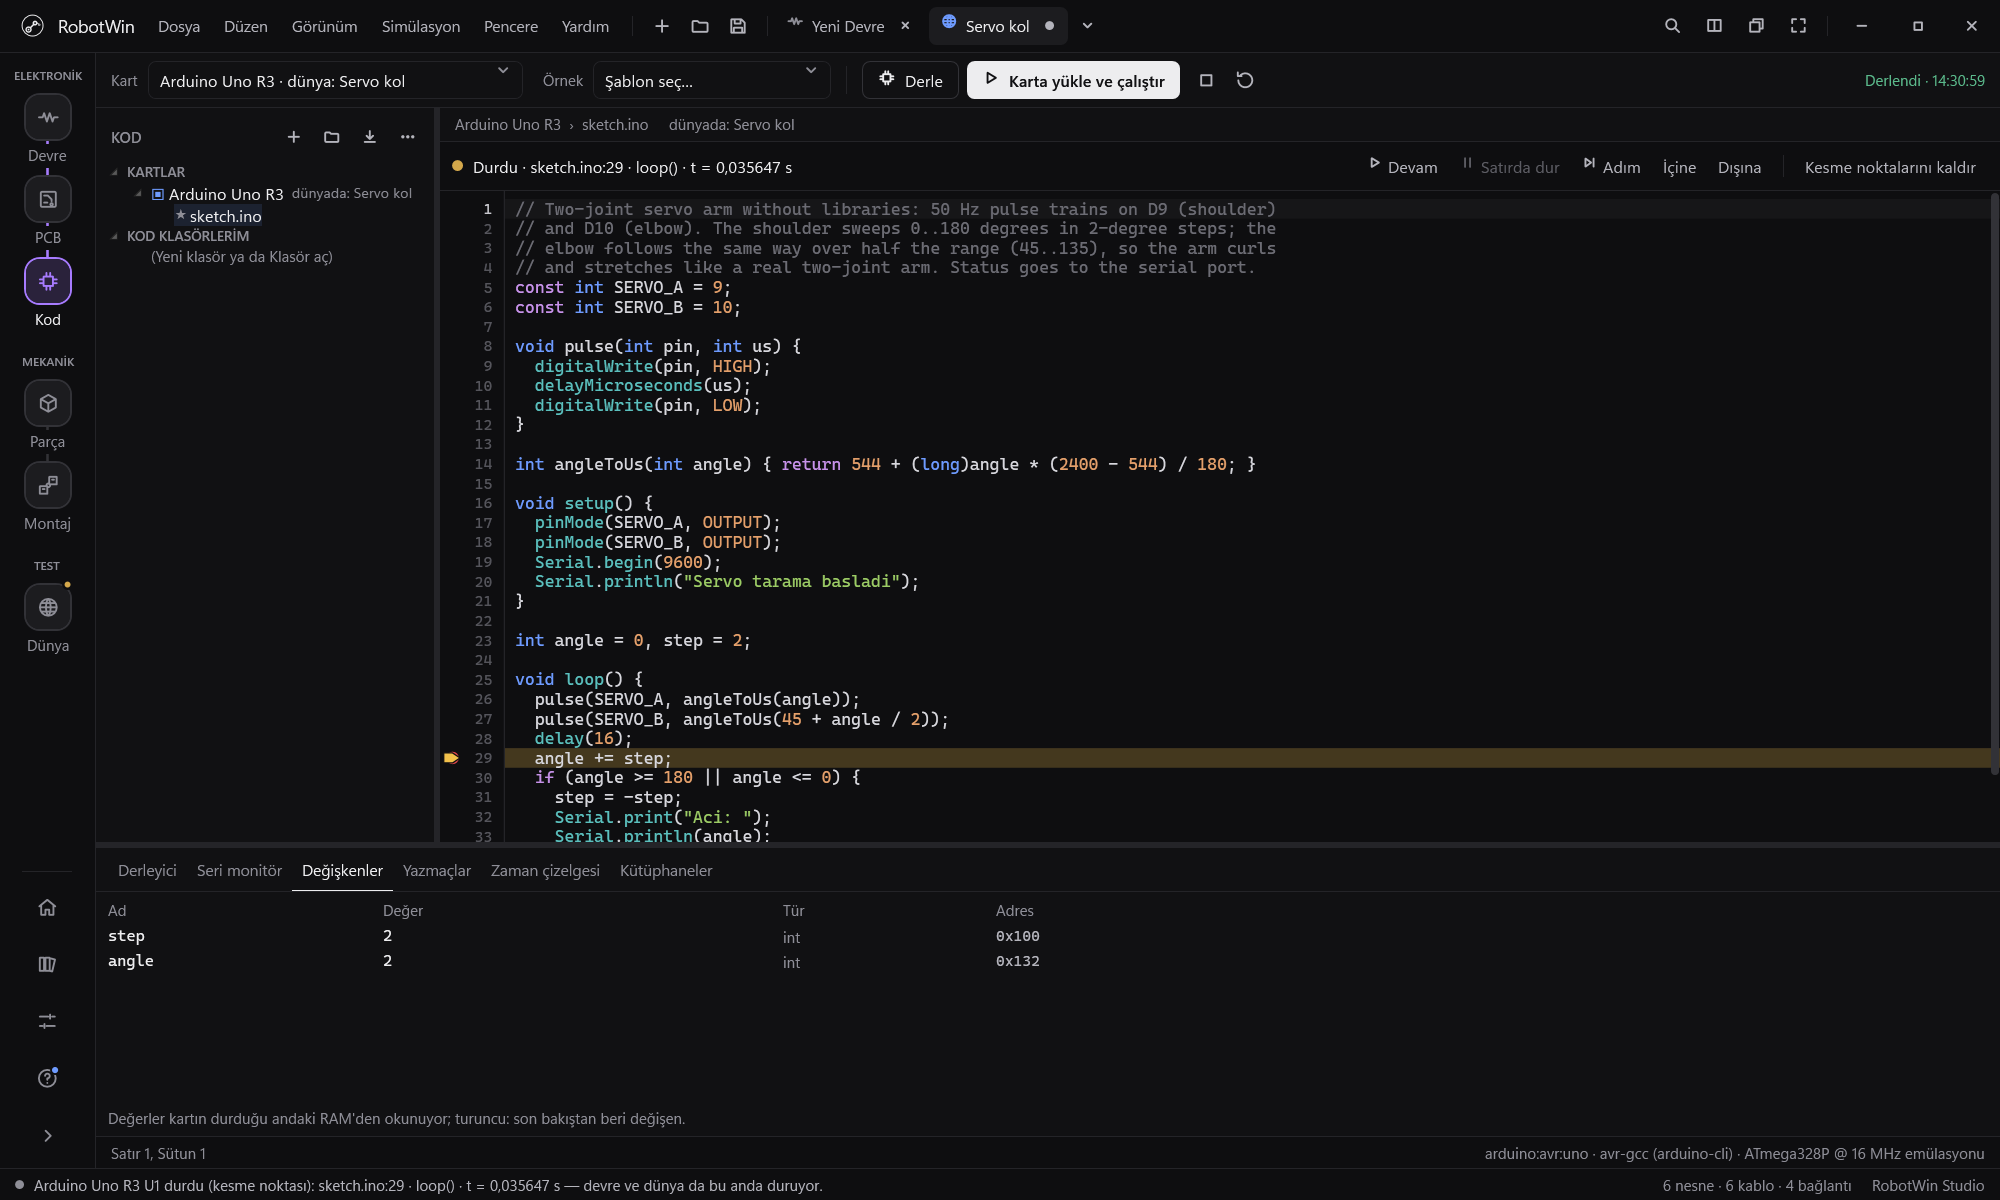 RobotWin Dosya Düzen Görünüm Simülasyon Pencere Yardım Yeni Devre Servo kol
ELEKTRONİK
Devre
PCB
Kod
MEKANİK
Parça
Montaj
TEST
Dünya
Kart Arduino Uno R3 · dünya: Servo kol Örnek Şablon seç... Derle Karta yükle ve çalıştır Derlendi · 14:30:59
KOD
KARTLAR
Arduino Uno R3 dünyada: Servo kol
sketch.ino
KOD KLASÖRLERİM
(Yeni klasör ya da Klasör aç)
Arduino Uno R3 › sketch.ino dünyada: Servo kol
Durdu · sketch.ino:29 · loop() · t = 0,035647 s Devam Satırda dur Adım İçine Dışına Kesme noktalarını kaldır
1 // Two-joint servo arm without libraries: 50 Hz pulse trains on D9 (shoulder)
2 // and D10 (elbow). The shoulder sweeps 0..180 degrees in 2-degree steps; the
3 // elbow follows the same way over half the range (45..135), so the arm curls
4 // and stretches like a real two-joint arm. Status goes to the serial port.
5 const int SERVO_A = 9;
6 const int SERVO_B = 10;
7
8 void pulse(int pin, int us) {
9 digitalWrite(pin, HIGH);
10 delayMicroseconds(us);
11 digitalWrite(pin, LOW);
12 }
13
14 int angleToUs(int angle) { return 544 + (long)angle * (2400 - 544) / 180; }
15
16 void setup() {
17 pinMode(SERVO_A, OUTPUT);
18 pinMode(SERVO_B, OUTPUT);
19 Serial.begin(9600);
20 Serial.println("Servo tarama basladi");
21 }
22
23 int angle = 0, step = 2;
24
25 void loop() {
26 pulse(SERVO_A, angleToUs(angle));
27 pulse(SERVO_B, angleToUs(45 + angle / 2));
28 delay(16);
29 angle += step;
30 if (angle >= 180 || angle <= 0) {
31 step = -step;
32 Serial.print("Aci: ");
33 Serial.println(angle);
Derleyici Seri monitör Değişkenler Yazmaçlar Zaman çizelgesi Kütüphaneler
Ad Değer Tür Adres
step 2 int 0x100
angle 2 int 0x132
Değerler kartın durduğu andaki RAM'den okunuyor; turuncu: son bakıştan beri değişen.
Satır 1, Sütun 1 arduino:avr:uno · avr-gcc (arduino-cli) · ATmega328P @ 16 MHz emülasyonu
Arduino Uno R3 U1 durdu (kesme noktası): sketch.ino:29 · loop() · t = 0,035647 s — devre ve dünya da bu anda duruyor. 6 nesne · 6 kablo · 4 bağlantı RobotWin Studio